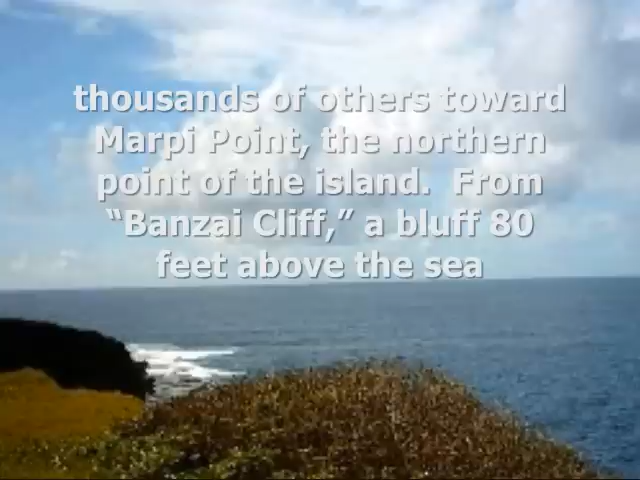 thousands of others toward
Marpi Point, the northern
point of the island.  From
“Banzai Cliff,” a bluff 80
feet above the sea